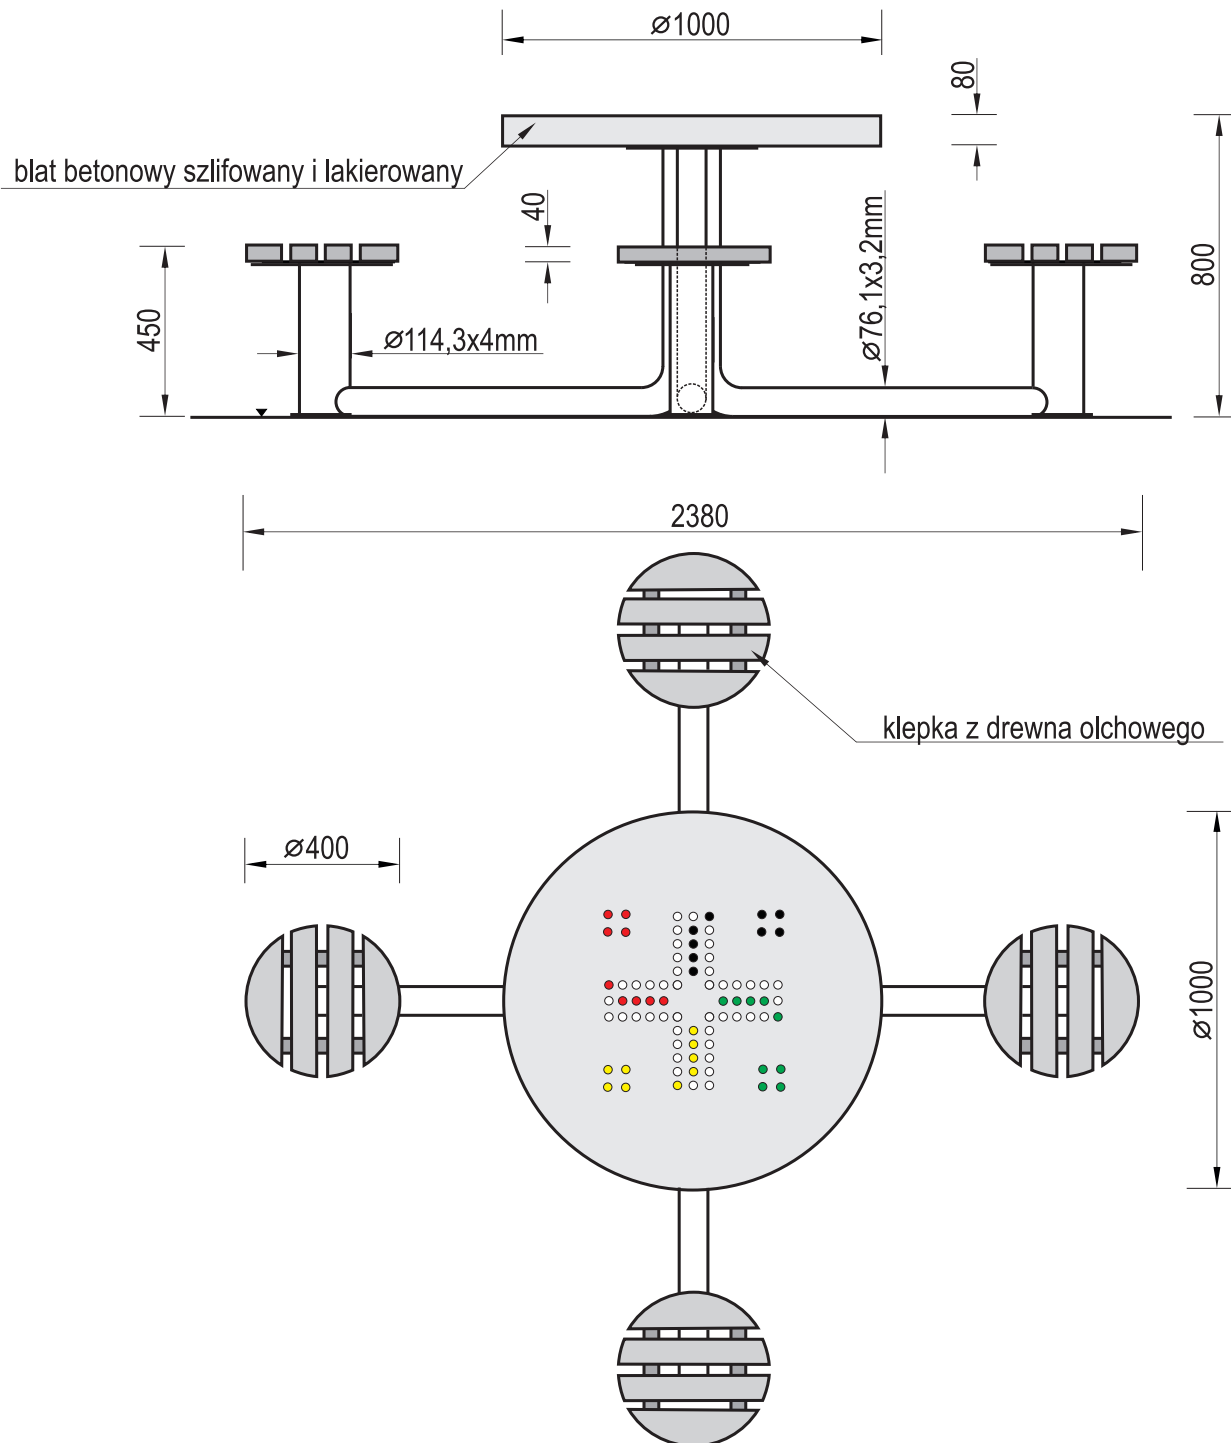 ⌀1000
80
blat betonowy szlifowany i lakierowany
40
⌀76,1x3,2mm
800
450
⌀114,3x4mm
2380
klepka z drewna olchowego
⌀400
⌀1000